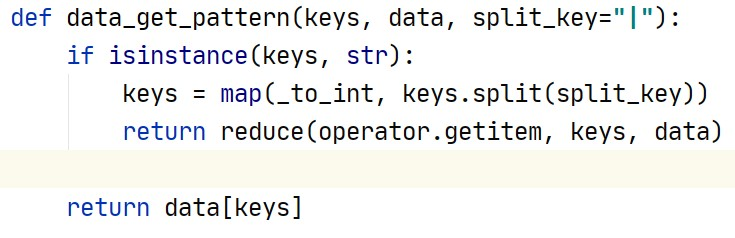 def data_get_pattern(keys, data, split_key="|"):
    if isinstance(keys, str):
        keys = map(_to_int, keys.split(split_key))
        return reduce(operator.getitem, keys, data)
    return data[keys]